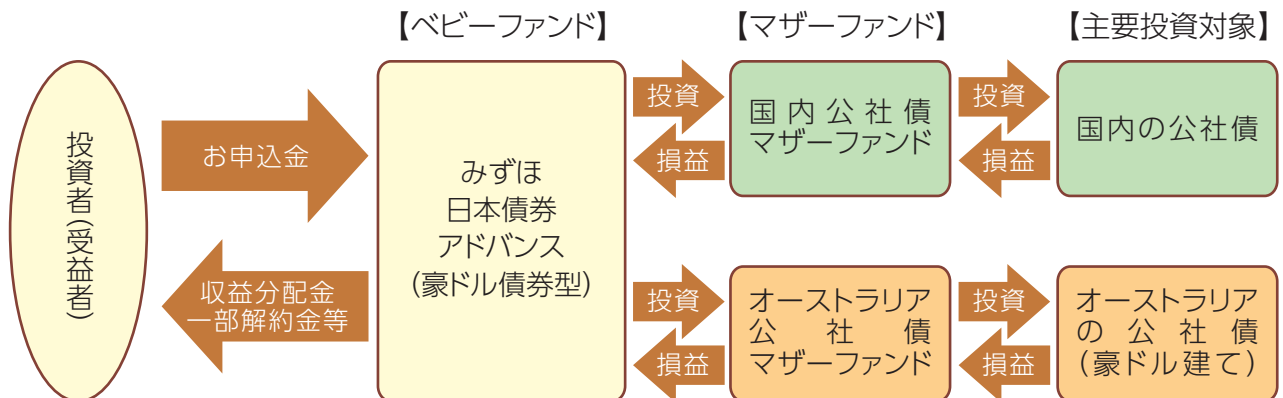 【ベビーファンド】
【マザーファンド】
【主要投資対象】
投資者(受益者)
お申込金
収益分配金
一部解約金等
みずほ
日本債券
アドバンス
(豪ドル債券型)
投資
損益
国内公社債
マザーファンド
投資
損益
国内の公社債
投資
損益
オーストラリア
公社債
マザーファンド
投資
損益
オーストラリア
の公社債
(豪ドル建て)